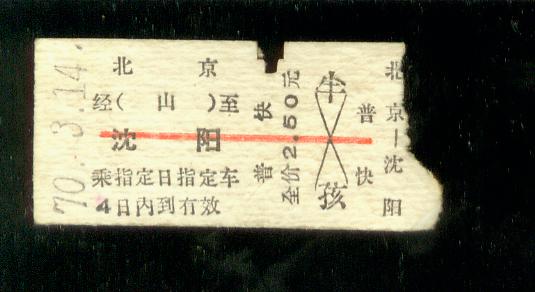 北京
经(山)至
沈阳
乘指定日指定车
4日内到有效
普快
全价2.50元
半
孩
普快
北京—沈阳
70.3.14.